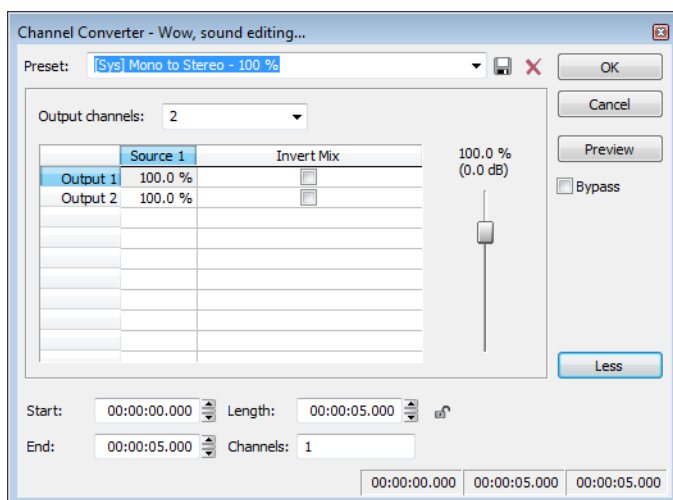 Channel Converter - Wow, sound editing...
Preset: [Sys] Mono to Stereo - 100 %
OK
Cancel
Preview
Bypass
Output channels: 2
Source 1 Invert Mix
Output 1 100.0 %
Output 2 100.0 %
100.0 %
(0.0 dB)
Less
Start: 00:00:00.000 Length: 00:00:05.000
End: 00:00:05.000 Channels: 1
00:00:00.000 00:00:05.000 00:00:05.000